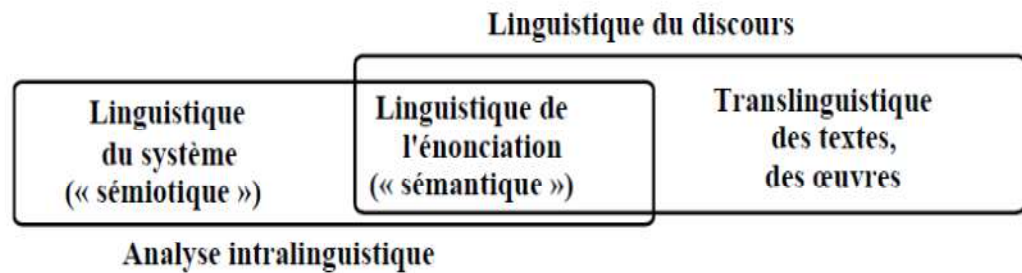 Linguistique du discours
Linguistique
du système
(« sémiotique »)
Linguistique de
l'énonciation
(« sémantique »)
Translinguistique
des textes,
des œuvres
Analyse intralinguistique